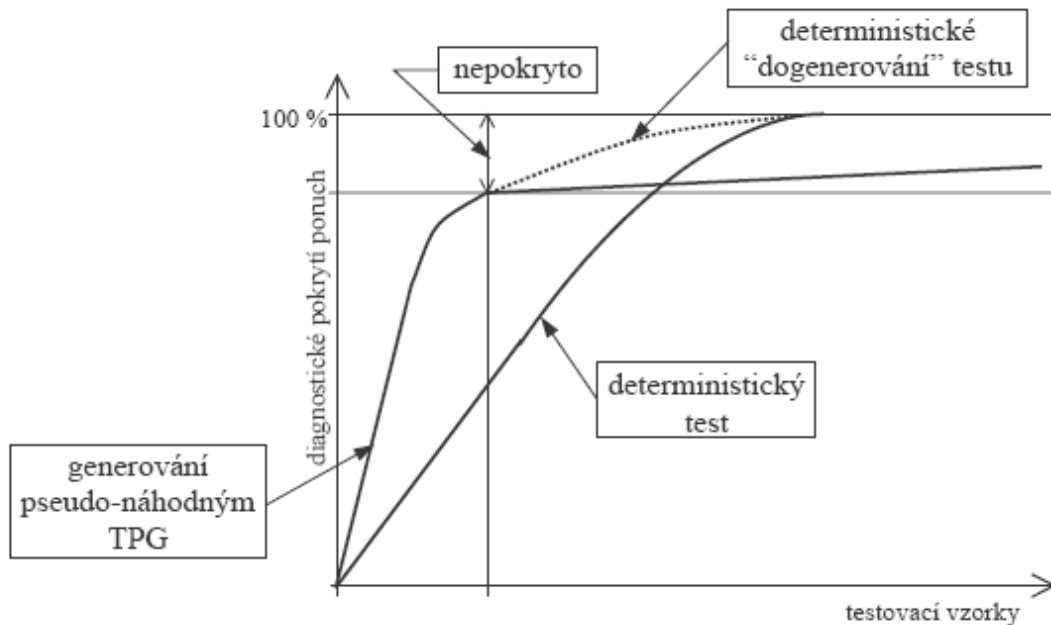 deterministické
“dogenerování” testu
nepokryto
100 %
diagnostické pokrytí poruch
deterministický
test
generování
pseudo-náhodným
TPG
testovací vzorky